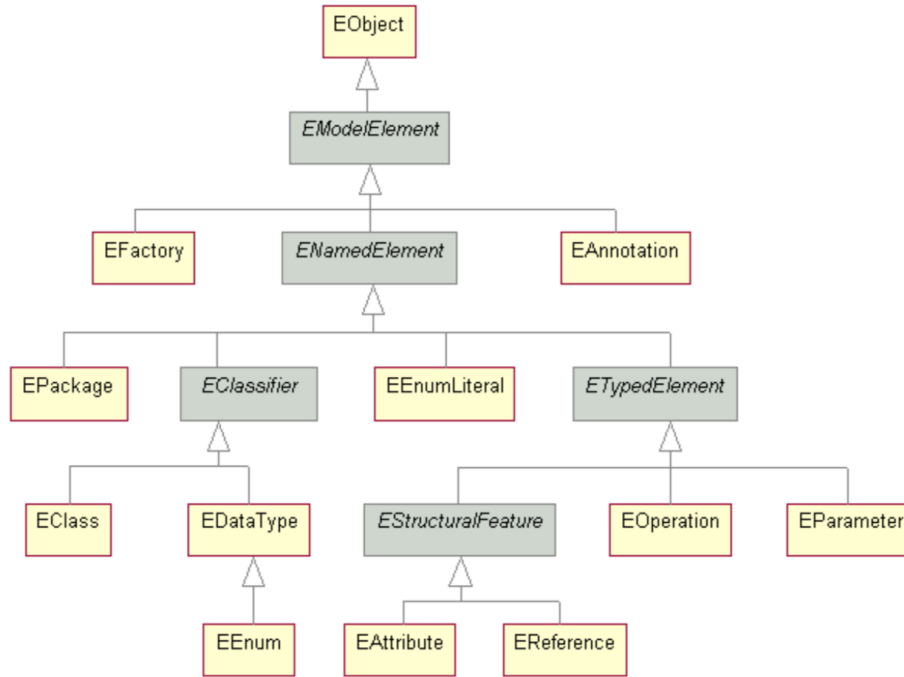 EObject
EModelElement
EFactory
ENamedElement
EAnnotation
EPackage
EClassifier
EEnumLiteral
ETypedElement
EClass
EDataType
EStructuralFeature
EOperation
EParameter
EEnum
EAttribute
EReference